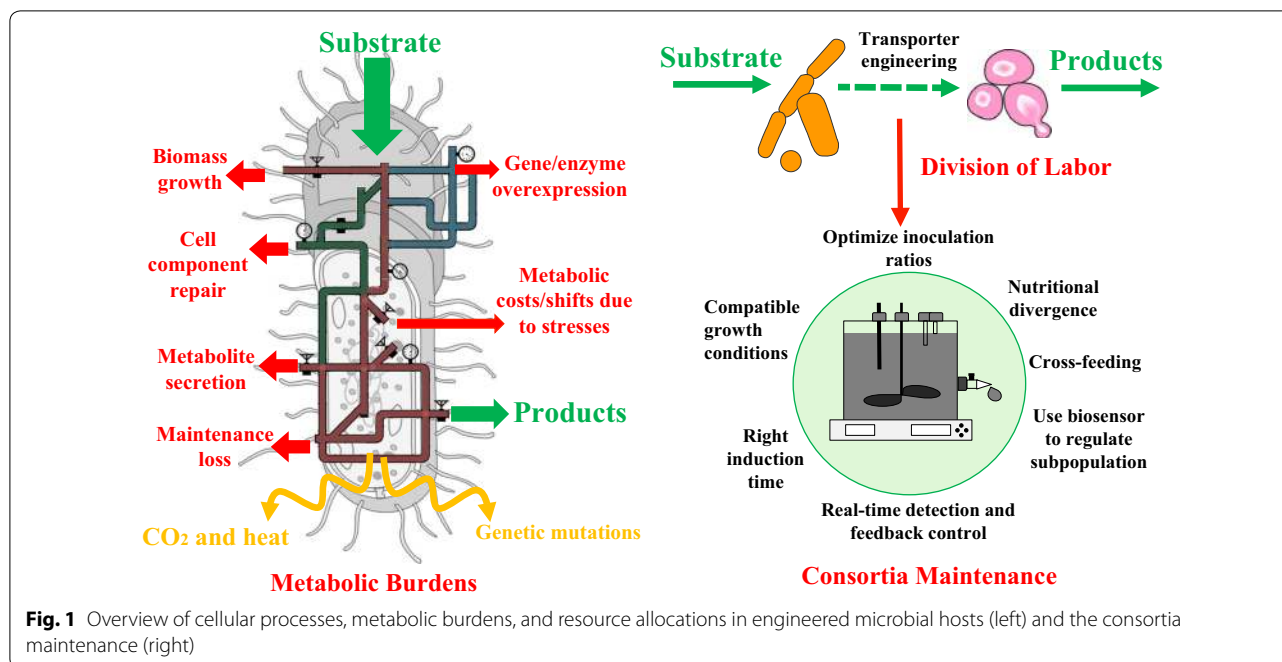 Substrate
Biomass
growth
Gene/enzyme
overexpression
Cell
component
repair
Metabolic
costs/shifts due
to stresses
Metabolite
secretion
Products
Maintenance
loss
CO2 and heat
Genetic mutations
Metabolic Burdens
Substrate
Transporter
engineering
Products
Division of Labor
Optimize inoculation
ratios
Compatible
growth
conditions
Nutritional
divergence
Cross-feeding
Right
induction
time
Use biosensor
to regulate
subpopulation
Real-time detection and
feedback control
Consortia Maintenance
Fig. 1 Overview of cellular processes, metabolic burdens, and resource allocations in engineered microbial hosts (left) and the consortia
maintenance (right)